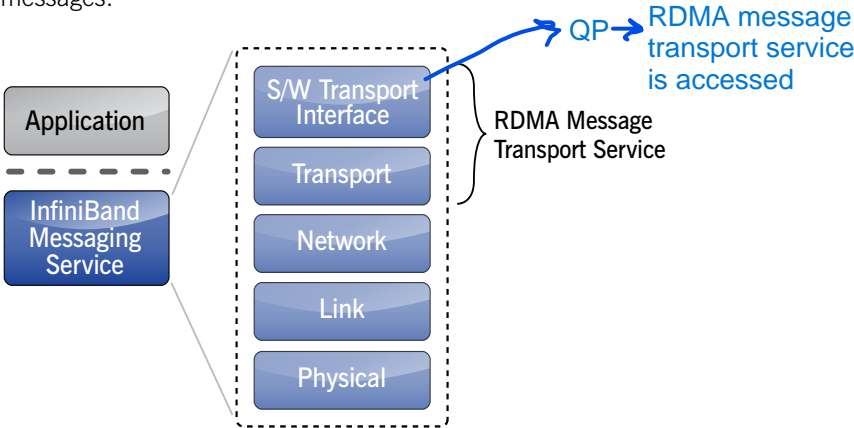 messages.
QP
RDMA message
transport service
is accessed
Application
InfiniBand
Messaging
Service
S/W Transport
Interface
Transport
Network
Link
Physical
RDMA Message
Transport Service